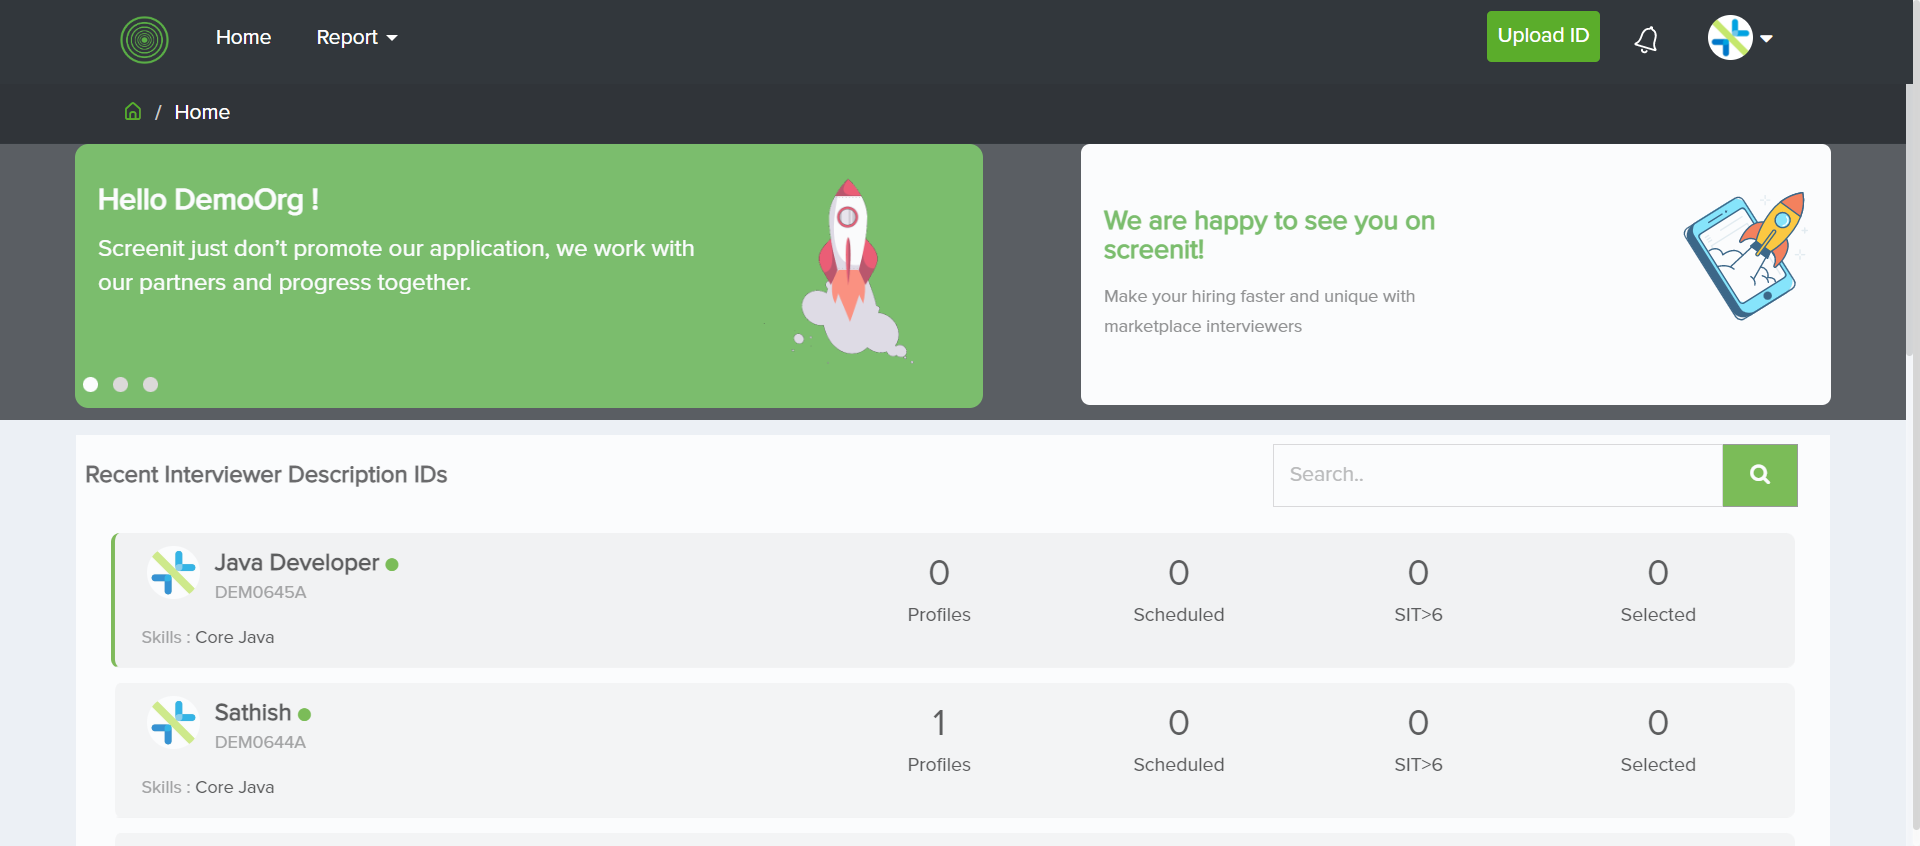 Home Report Upload ID
/ Home
Hello DemoOrg !
Screenit just don’t promote our application, we work with
our partners and progress together.
We are happy to see you on
screenit!
Make your hiring faster and unique with
marketplace interviewers
Recent Interviewer Description IDs
Search..
Java Developer
DEM0645A
Skills : Core Java
0 0 0 0
Profiles Scheduled SIT>6 Selected
Sathish
DEM0644A
Skills : Core Java
1 0 0 0
Profiles Scheduled SIT>6 Selected